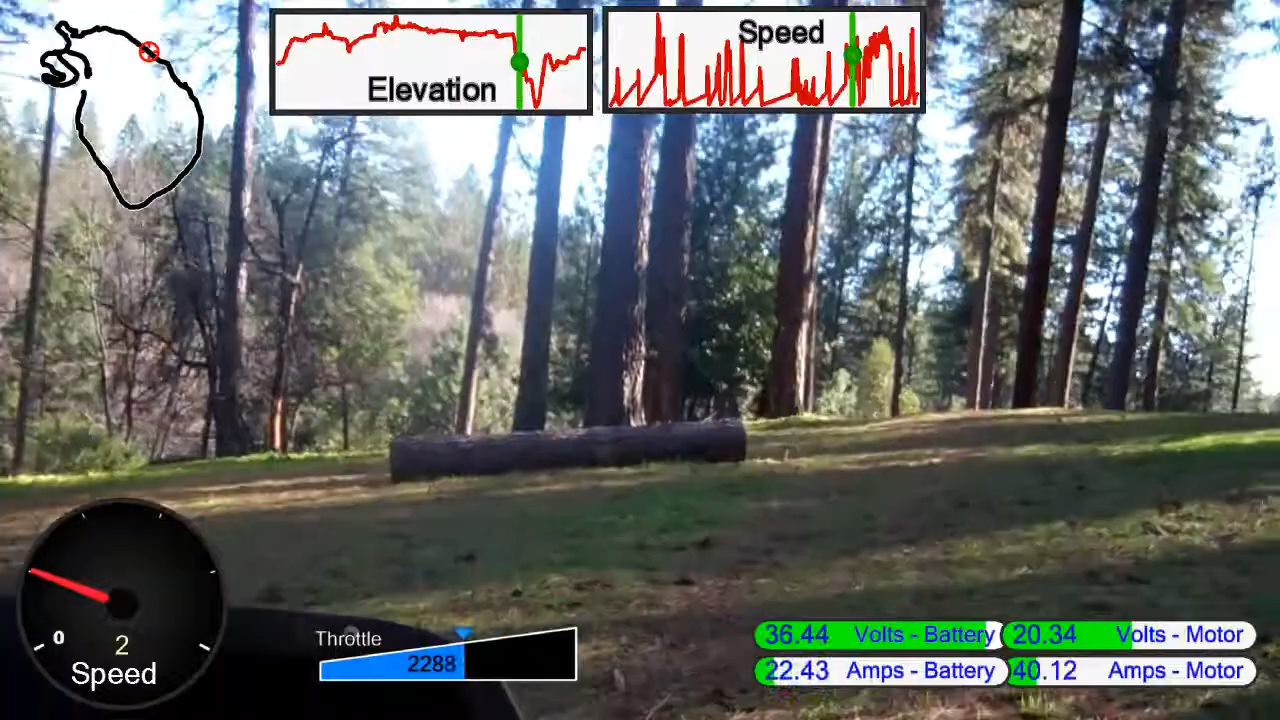 Elevation
Speed
0
2
Speed
Throttle
2288
36.44 Volts - Battery
20.34 Volts - Motor
22.43 Amps - Battery
40.12 Amps - Motor